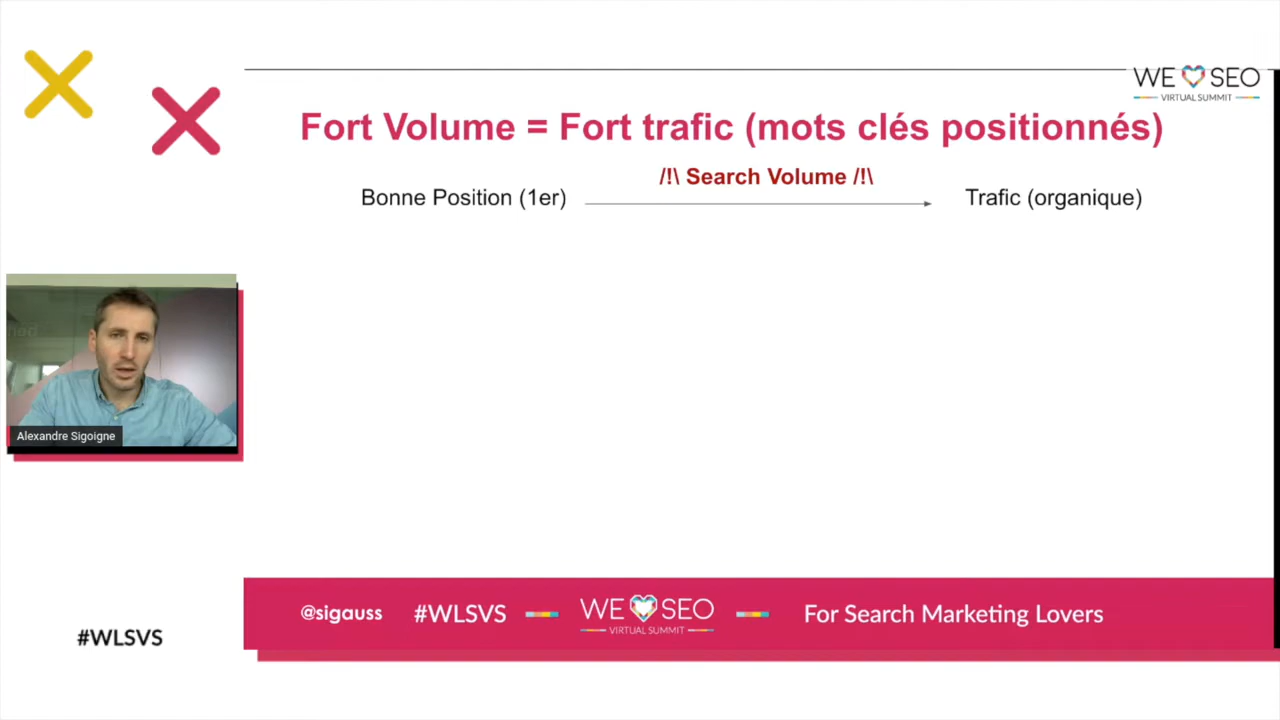 WE SEO
VIRTUAL SUMMIT
Fort Volume = Fort trafic (mots clés positionnés)
/!\ Search Volume /!\
Bonne Position (1er)
Trafic (organique)
Alexandre Sigoigne
@sigauss #WLSVS WE SEO For Search Marketing Lovers
VIRTUAL SUMMIT
#WLSVS